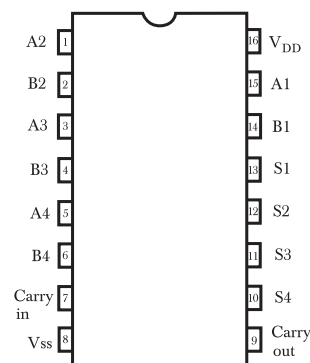 A2 1 16 VDD
B2 2 15 A1
A3 3 14 B1
B3 4 13 S1
A4 5 12 S2
B4 6 11 S3
Carry in 7 10 S4
Vss 8 9 Carry out